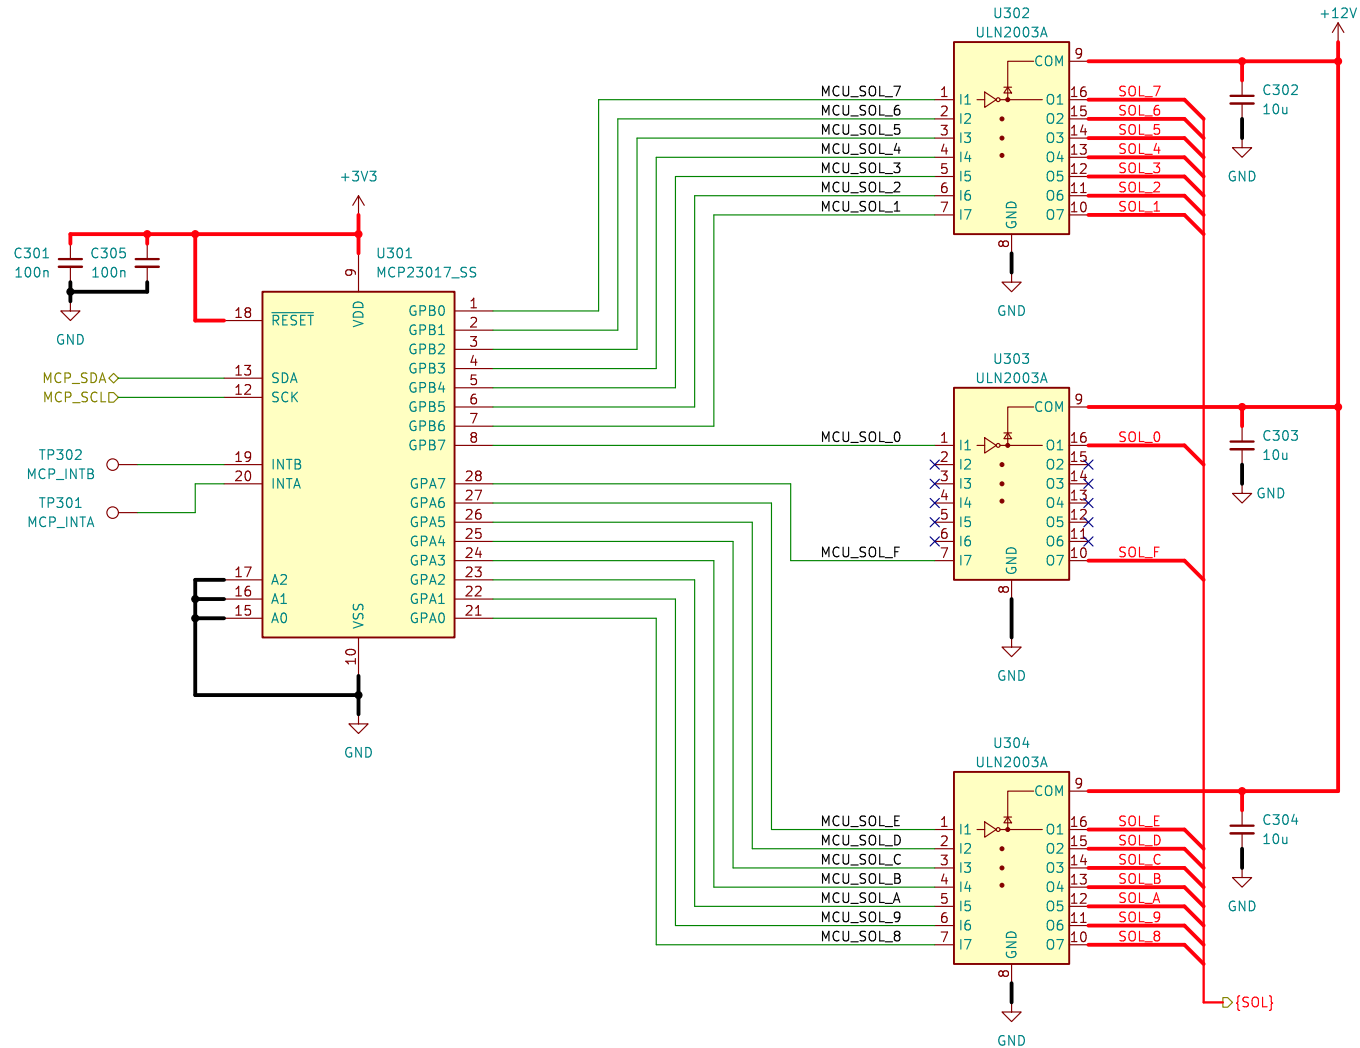 +12V
U302
ULN2003A
COM 9
MCU_SOL_7 1 I1 O1 16 SOL_7
MCU_SOL_6 2 I2 O2 15 SOL_6
MCU_SOL_5 3 I3 O3 14 SOL_5
MCU_SOL_4 4 I4 O4 13 SOL_4
MCU_SOL_3 5 I5 O5 12 SOL_3
MCU_SOL_2 6 I6 O6 11 SOL_2
MCU_SOL_1 7 I7 O7 10 SOL_1
GND
8
GND
C302
10u
GND
+3V3
C301
100n
C305
100n
GND
U301
MCP23017_SS
9
VDD
18 RESET
MCP_SDA 13 SDA
MCP_SCL 12 SCK
TP302
MCP_INTB
19 INTB
TP301
MCP_INTA
20 INTA
17 A2
16 A1
15 A0
VSS
10
GND
GPB0 1
GPB1 2
GPB2 3
GPB3 4
GPB4 5
GPB5 6
GPB6 7
GPB7 8
GPA7 28
GPA6 27
GPA5 26
GPA4 25
GPA3 24
GPA2 23
GPA1 22
GPA0 21
U303
ULN2003A
COM 9
MCU_SOL_0 1 I1 O1 16 SOL_0
2 I2 O2 15
3 I3 O3 14
4 I4 O4 13
5 I5 O5 12
6 I6 O6 11
MCU_SOL_F 7 I7 O7 10 SOL_F
GND
8
GND
C303
10u
GND
U304
ULN2003A
COM 9
MCU_SOL_E 1 I1 O1 16 SOL_E
MCU_SOL_D 2 I2 O2 15 SOL_D
MCU_SOL_C 3 I3 O3 14 SOL_C
MCU_SOL_B 4 I4 O4 13 SOL_B
MCU_SOL_A 5 I5 O5 12 SOL_A
MCU_SOL_9 6 I6 O6 11 SOL_9
MCU_SOL_8 7 I7 O7 10 SOL_8
GND
8
GND
C304
10u
GND
{SOL}